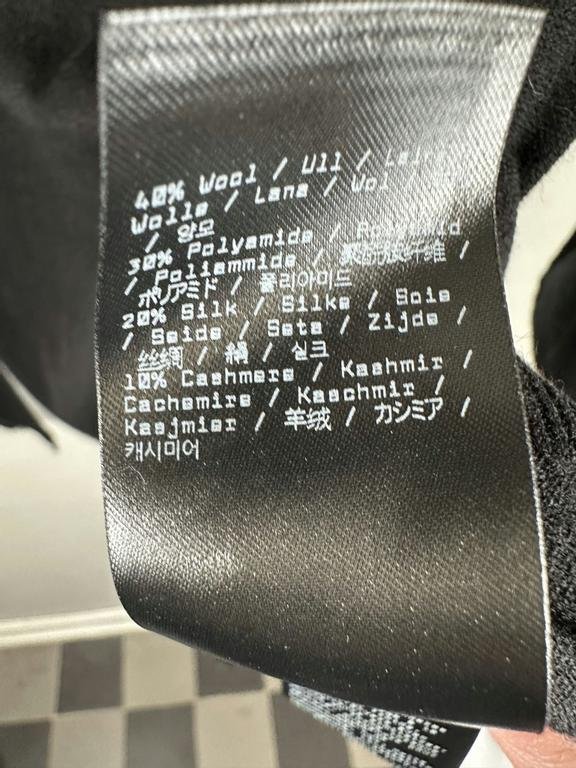 40% Wool / Ull / Laine
Wolle / Lana / Wol /
/ 양모
30% Polyamide / Polyamid
/ Poliammide / 聚酰胺纤维 /
ポリアミド / 폴리아미드
20% Silk / Silke / Soie
/ Seide / Seta / Zijde /
丝绸 / 絹 / 실크
10% Cashmere / Kashmir /
Cachemire / Kaschmir /
Kasjmier / 羊绒 / カシミア /
캐시미어